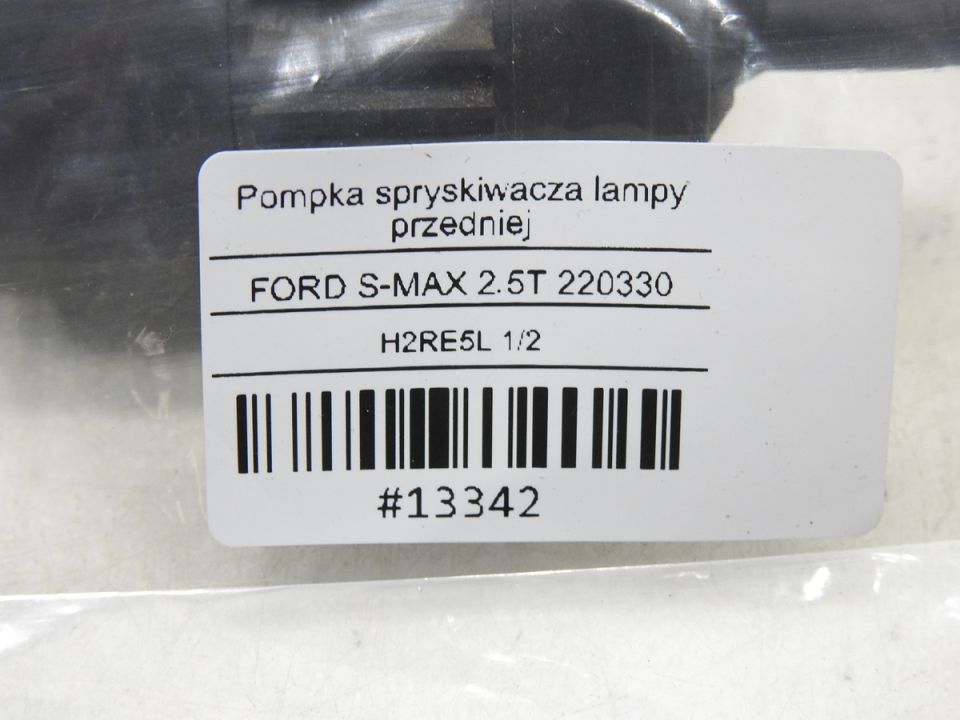 Pompka spryskiwacza lampy
przedniej
FORD S-MAX 2.5T 220330
H2RE5L 1/2
#13342